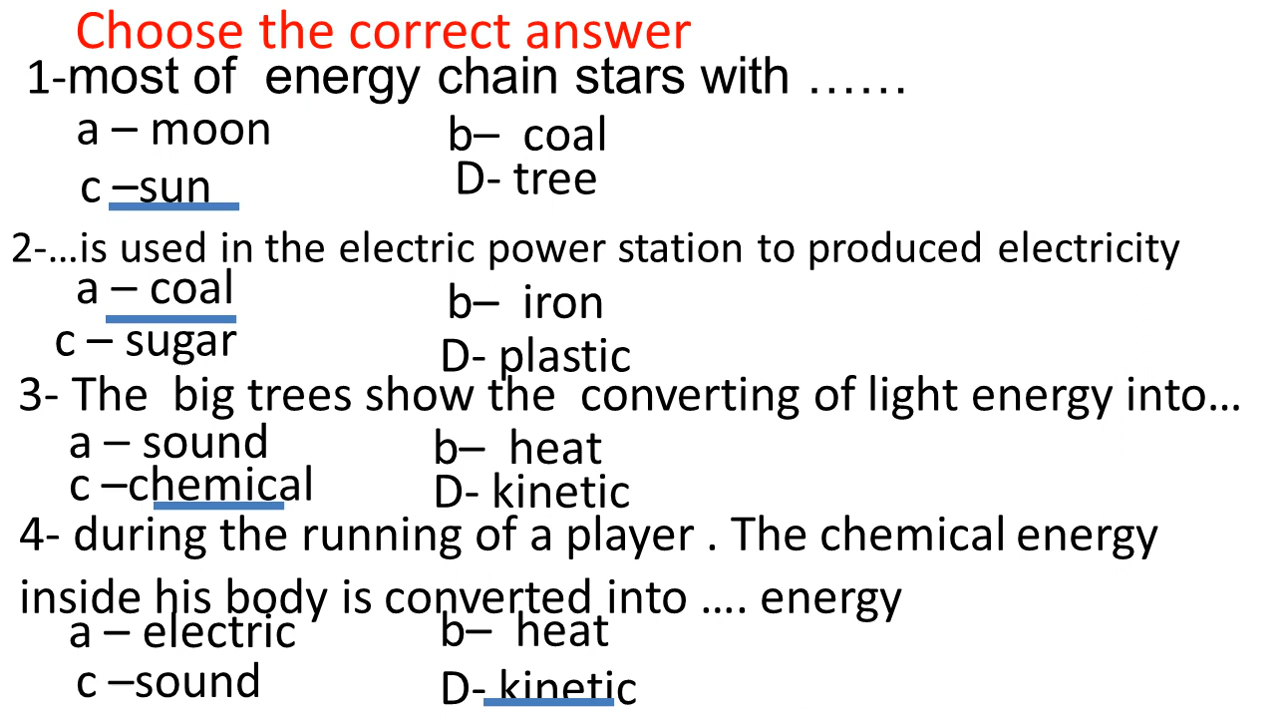 Choose the correct answer
1-most of energy chain stars with ......
a – moon b– coal
c –sun D- tree
2-...is used in the electric power station to produced electricity
a – coal b– iron
c – sugar D- plastic
3- The big trees show the converting of light energy into...
a – sound b– heat
c –chemical D- kinetic
4- during the running of a player . The chemical energy
inside his body is converted into .... energy
a – electric b– heat
c –sound D- kinetic